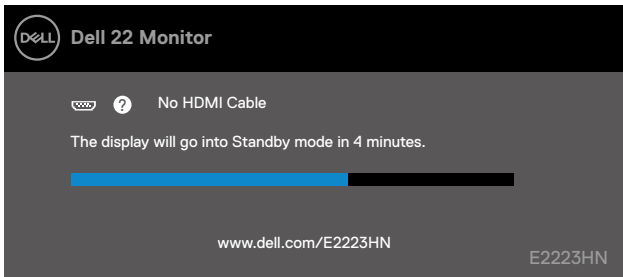 DELL Dell 22 Monitor
? No HDMI Cable
The display will go into Standby mode in 4 minutes.
www.dell.com/E2223HN
E2223HN